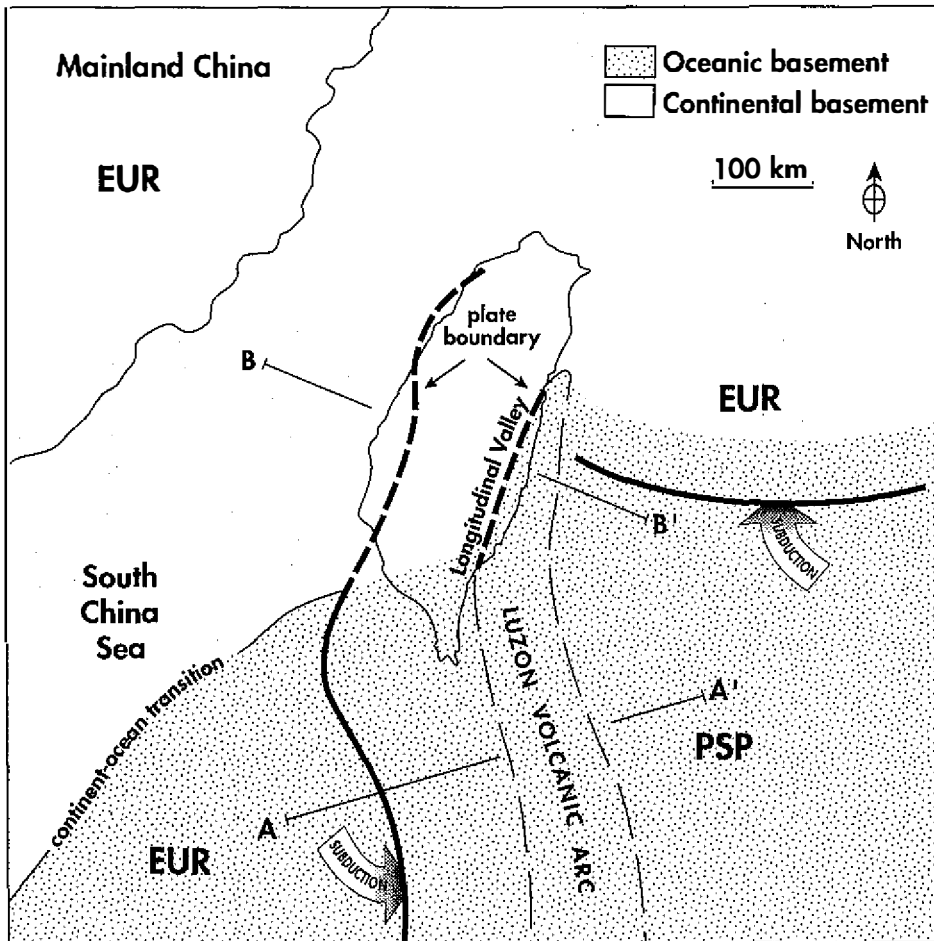 Mainland China
EUR
Oceanic basement
Continental basement
100 km
North
plate
boundary
B
EUR
Longitudinal Valley
B'
SUBDUCTION
South
China
Sea
continent-ocean transition
LUZON VOLCANIC ARC
A'
PSP
A
EUR
SUBDUCTION